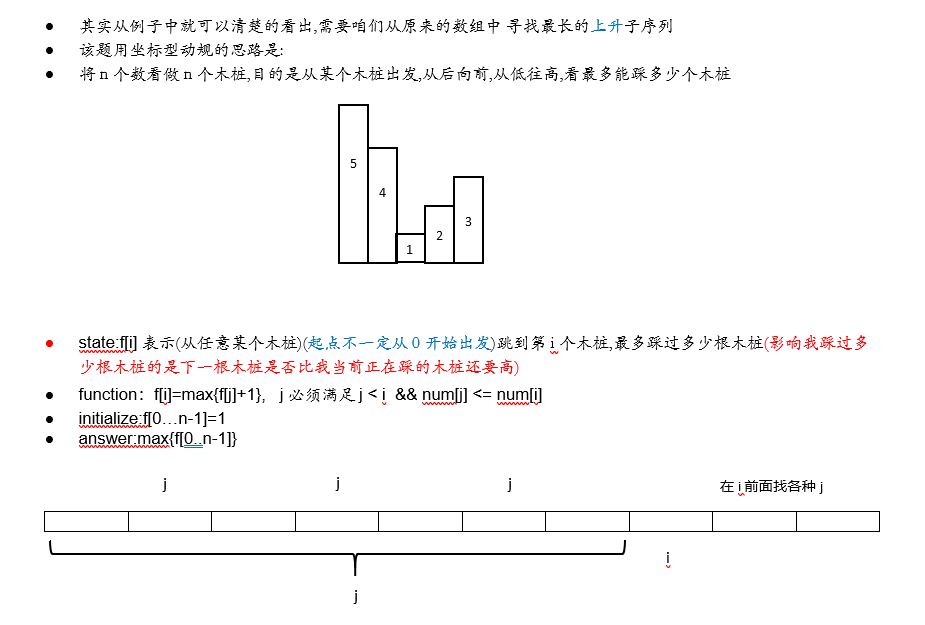 ● 其实从例子中就可以清楚的看出,需要咱们从原来的数组中 寻找最长的上升子序列
● 该题用坐标型动规的思路是:
● 将 n 个数看做 n 个木桩,目的是从某个木桩出发,从后向前,从低往高,看最多能踩多少个木桩
5
4
1
2
3
● state:f[i] 表示(从任意某个木桩)(起点不一定从 0 开始出发)跳到第 i 个木桩,最多踩过多少根木桩(影响我踩过多
少根木桩的是下一根木桩是否比我当前正在踩的木桩还要高)
● function：f[i]=max{f[j]+1}, j 必须满足 j < i && num[j] <= num[i]
● initialize:f[0…n-1]=1
● answer:max{f[0..n-1]}
j j j 在 i 前面找各种 j
i
j